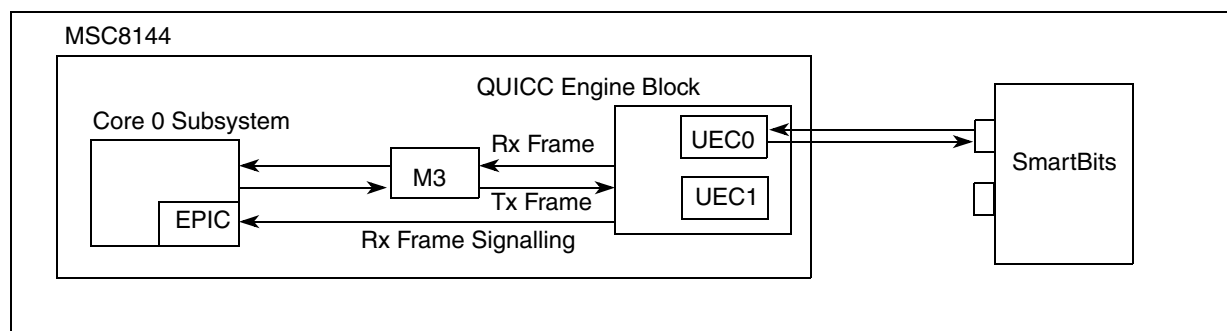 MSC8144
QUICC Engine Block
Core 0 Subsystem
Rx Frame
UEC0
M3
SmartBits
Tx Frame
UEC1
EPIC
Rx Frame Signalling